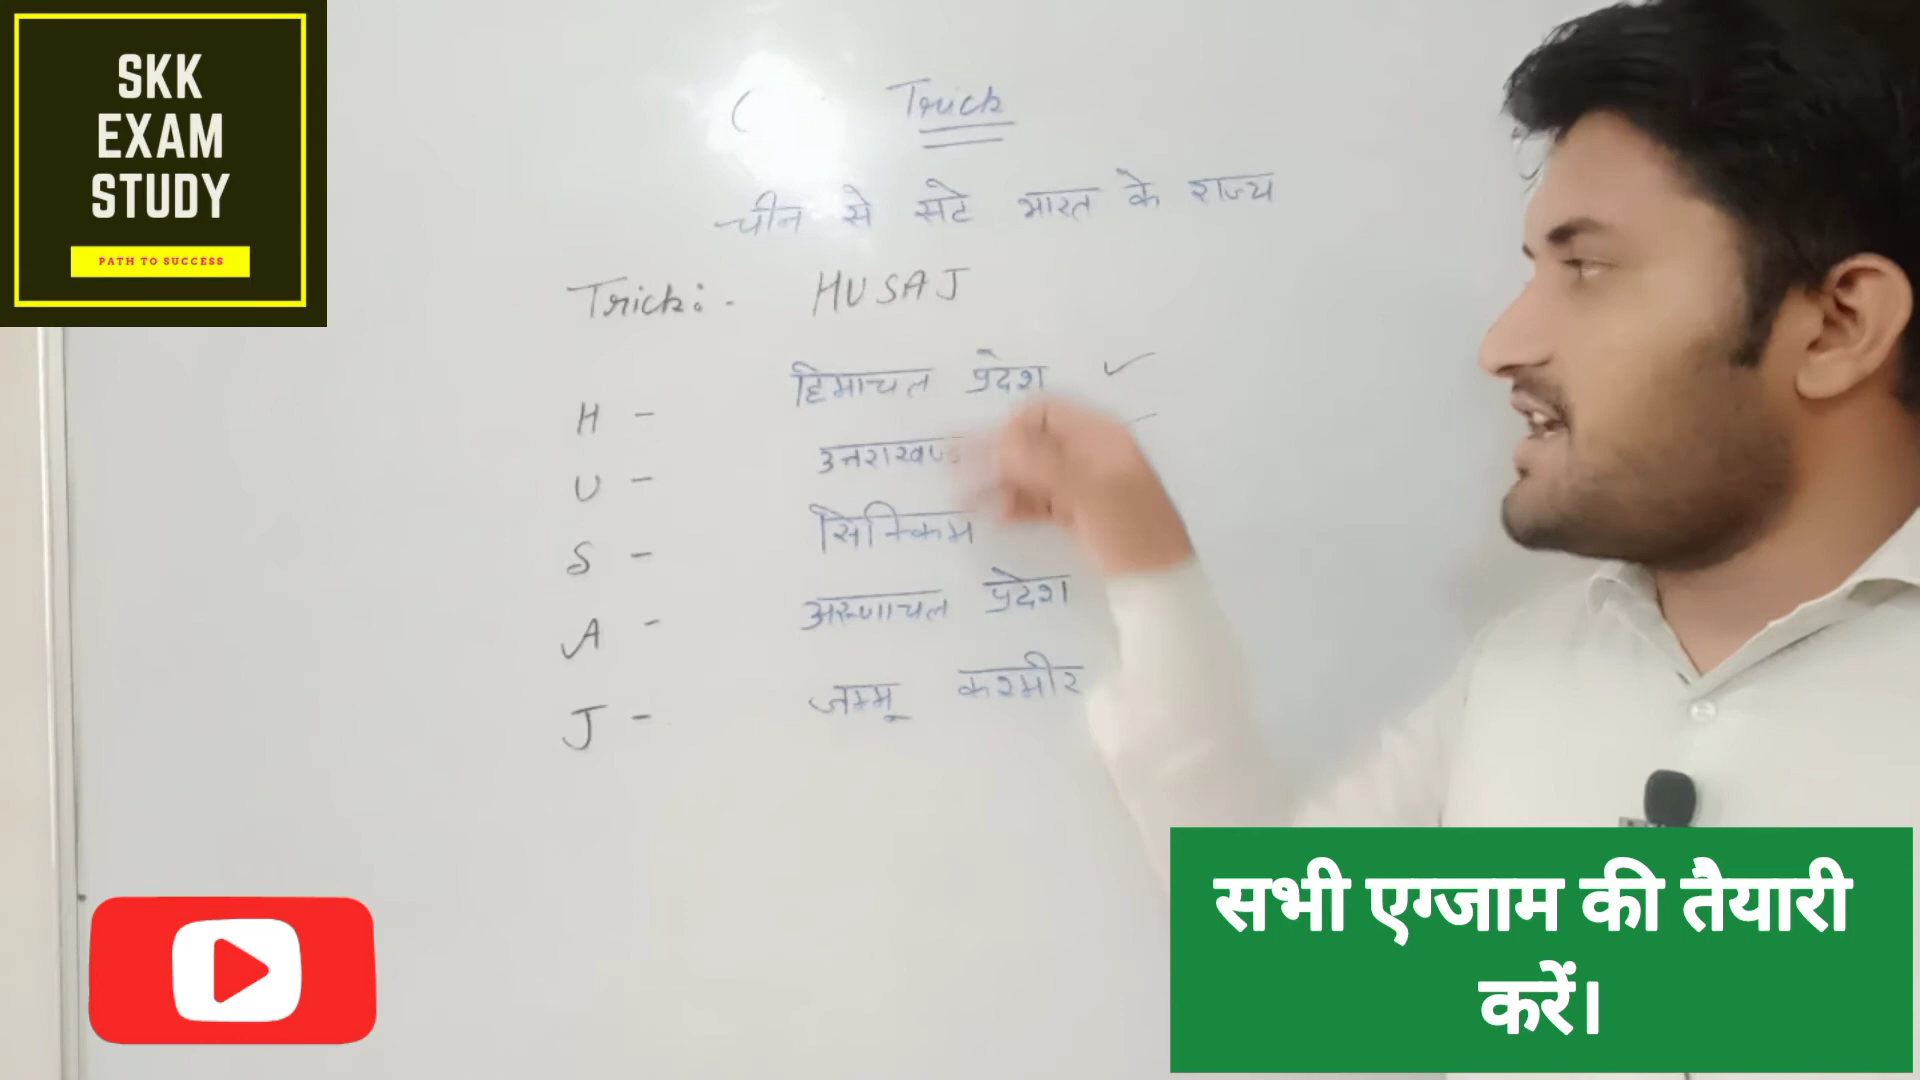 SKK
EXAM
STUDY
PATH TO SUCCESS
( Trick
चीन से सटे भारत के राज्य
Trick:- HUSAJ
H - हिमाचल प्रदेश ✓
U - उत्तराखण्ड
S - सिक्किम
A - अरुणाचल प्रदेश
J - जम्मू कश्मीर
सभी एग्जाम की तैयारी
करें।